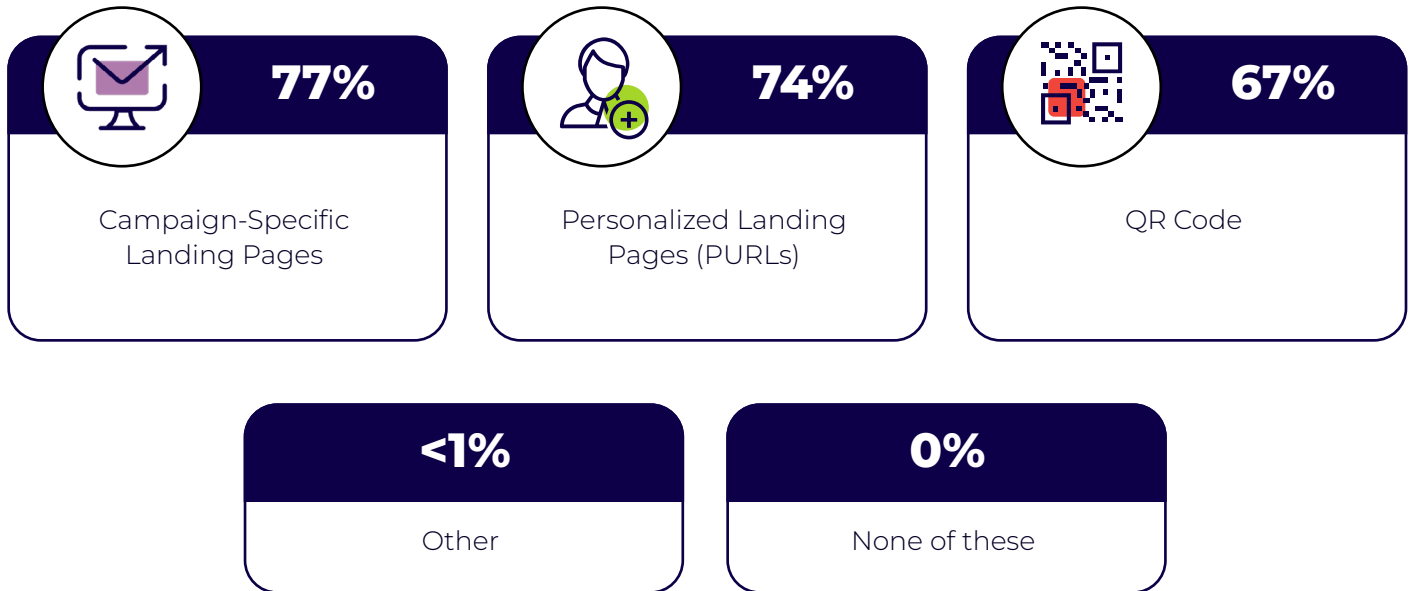 77%
74%
67%
Campaign-Specific
Landing Pages
Personalized Landing
Pages (PURLs)
QR Code
<1%
0%
Other
None of these